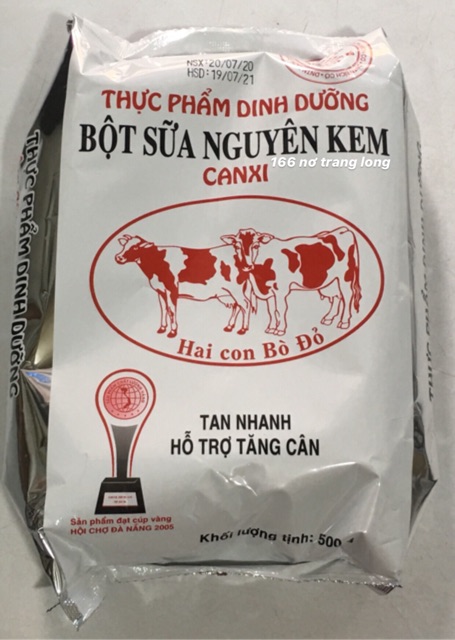 NSX: 20/07/20
HSD: 19/07/21
THỰC PHẨM DINH DƯỠNG
BỘT SỮA NGUYÊN KEM
166 nơ trang long
CANXI
Hai con Bò Đỏ
TAN NHANH
HỖ TRỢ TĂNG CÂN
Sản phẩm đạt cúp vàng
HỘI CHỢ ĐÀ NẴNG 2005
Khối lượng tịnh: 500
THỰC PHẨM DINH DƯỠNG